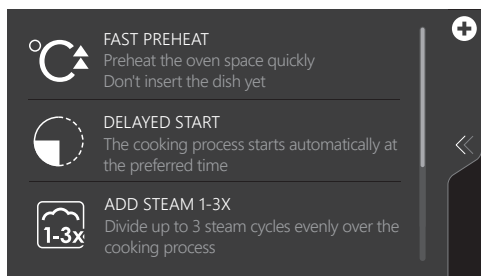 FAST PREHEAT
Preheat the oven space quickly
Don't insert the dish yet
DELAYED START
The cooking process starts automatically at
the preferred time
ADD STEAM 1-3X
Divide up to 3 steam cycles evenly over the
cooking process
°C
1-3x